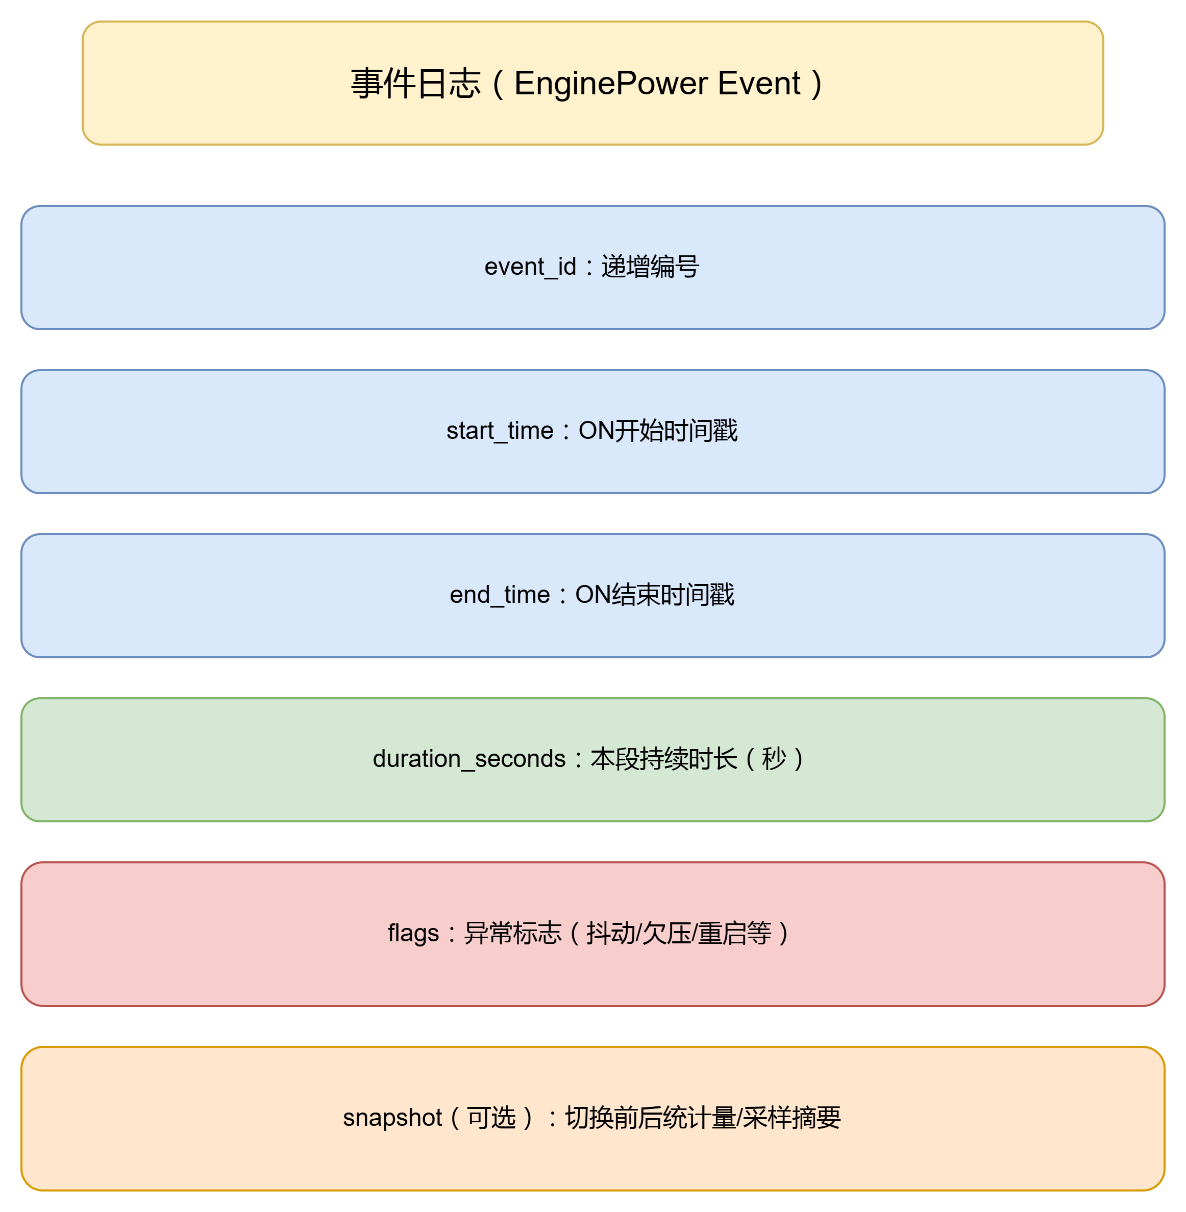 事件日志（EnginePower Event）
event_id：递增编号
start_time：ON开始时间戳
end_time：ON结束时间戳
duration_seconds：本段持续时长（秒）
flags：异常标志（抖动/欠压/重启等）
snapshot（可选）：切换前后统计量/采样摘要